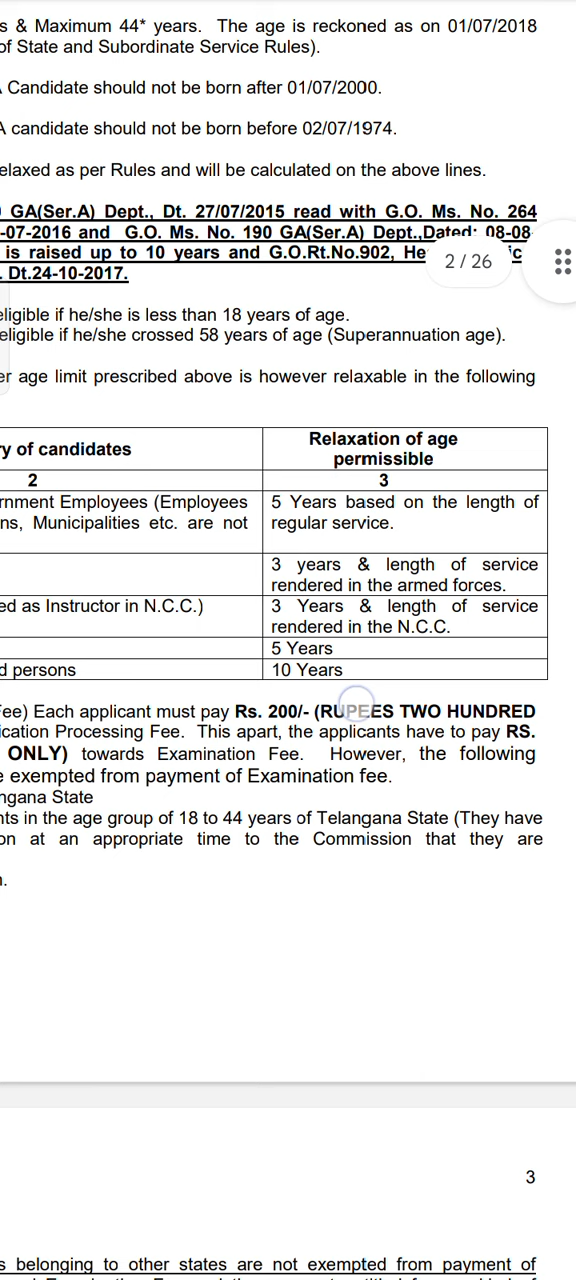 s & Maximum 44* years. The age is reckoned as on 01/07/2018
of State and Subordinate Service Rules).
Candidate should not be born after 01/07/2000.
A candidate should not be born before 02/07/1974.
elaxed as per Rules and will be calculated on the above lines.
GA(Ser.A) Dept., Dt. 27/07/2015 read with G.O. Ms. No. 264
-07-2016 and G.O. Ms. No. 190 GA(Ser.A) Dept.,Dated: 08-08
is raised up to 10 years and G.O.Rt.No.902, He
2 / 26
. Dt.24-10-2017.
eligible if he/she is less than 18 years of age.
eligible if he/she crossed 58 years of age (Superannuation age).
er age limit prescribed above is however relaxable in the following
ry of candidates
Relaxation of age
permissible
2
3
rnment Employees (Employees
ns, Municipalities etc. are not
5 Years based on the length of
regular service.
3 years & length of service
rendered in the armed forces.
ed as Instructor in N.C.C.)
3 Years & length of service
rendered in the N.C.C.
5 Years
d persons
10 Years
Fee) Each applicant must pay Rs. 200/- (RUPEES TWO HUNDRED
ication Processing Fee. This apart, the applicants have to pay RS.
ONLY) towards Examination Fee. However, the following
e exempted from payment of Examination fee.
ngana State
nts in the age group of 18 to 44 years of Telangana State (They have
on at an appropriate time to the Commission that they are
3
s belonging to other states are not exempted from payment of